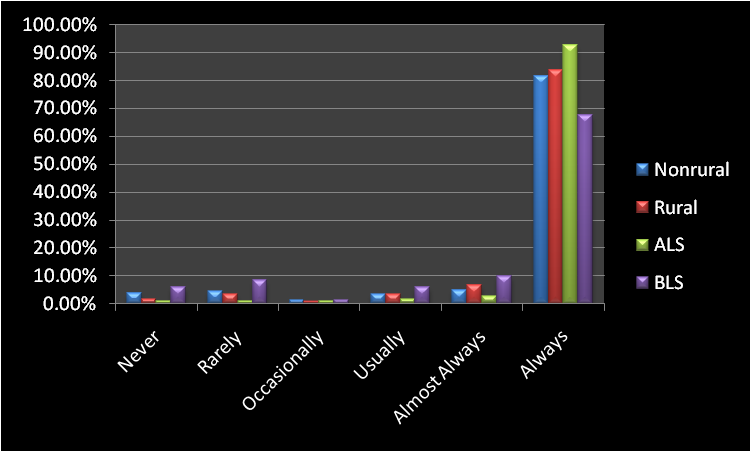 100.00%
90.00%
80.00%
70.00%
60.00%
50.00%
40.00%
30.00%
20.00%
10.00%
0.00%
Never
Rarely
Occasionally
Usually
Almost Always
Always
Nonrural
Rural
ALS
BLS